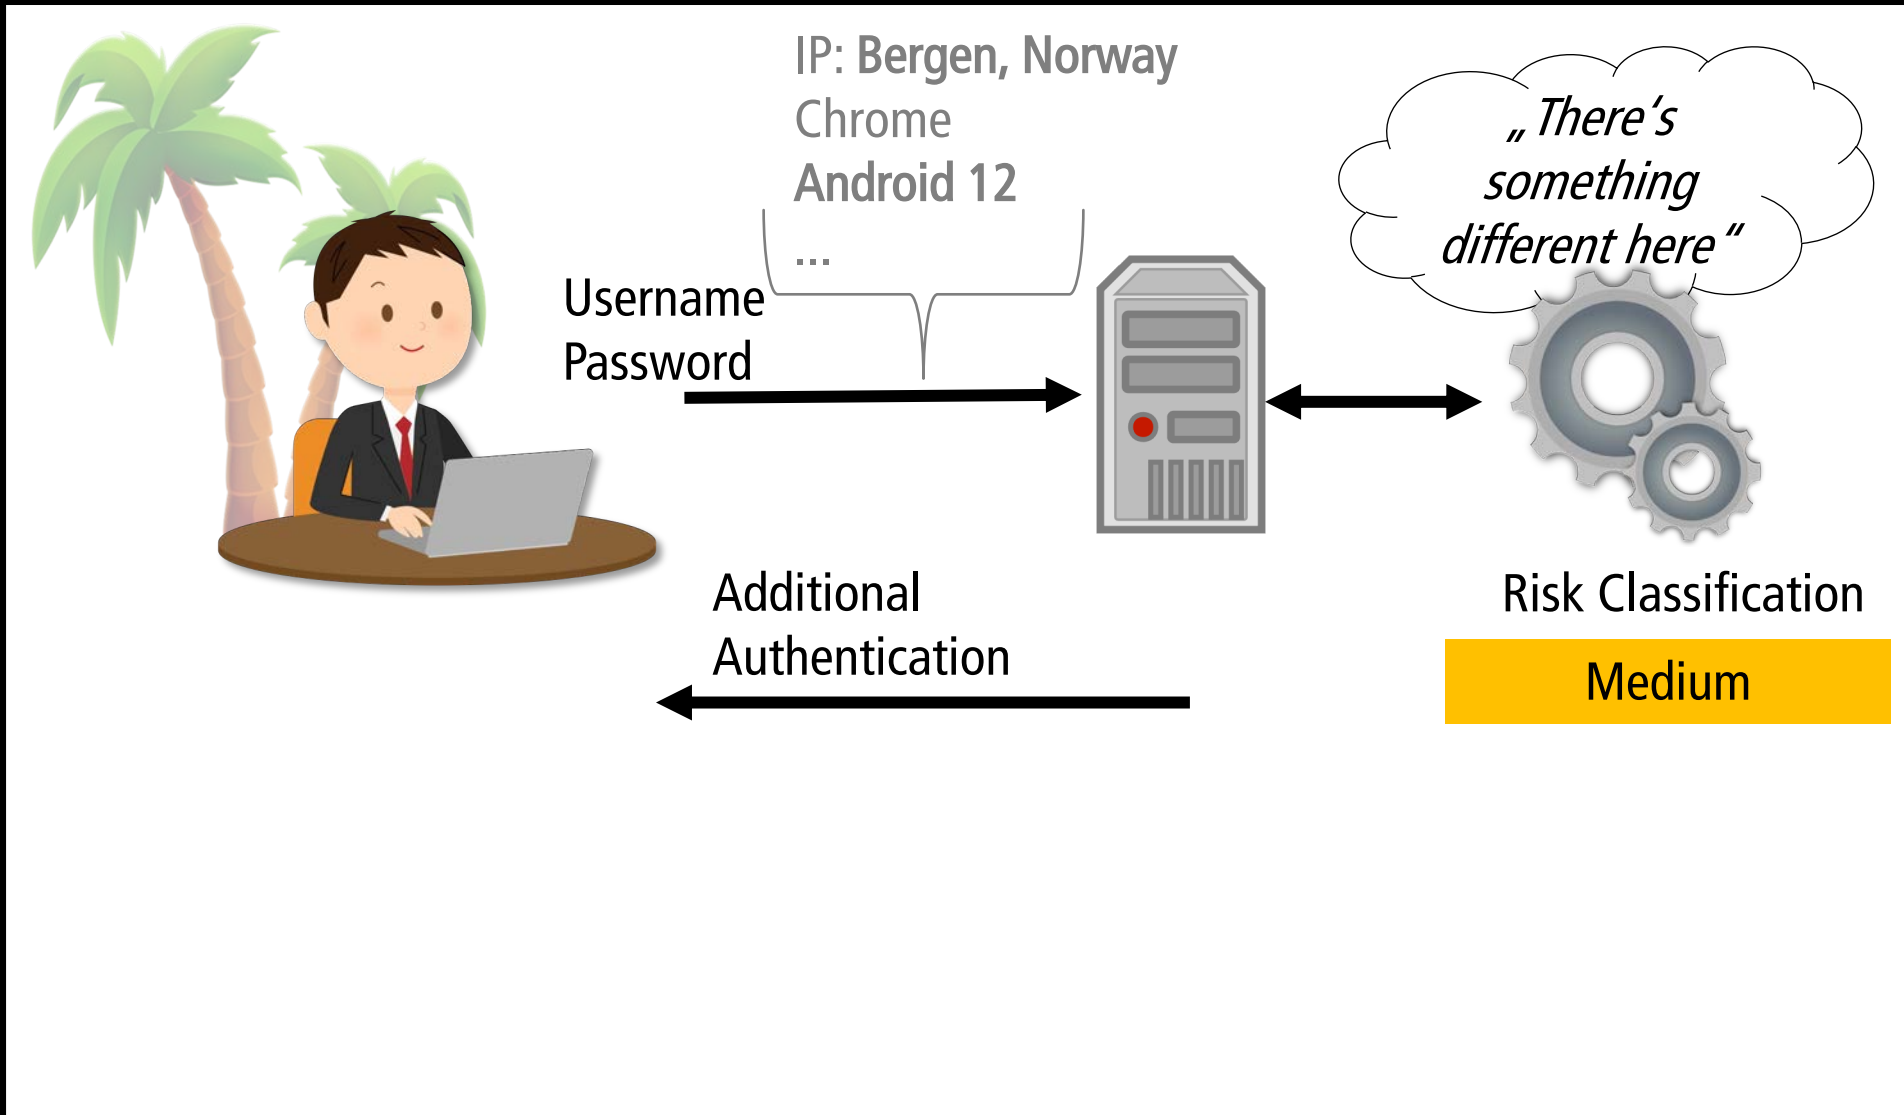 IP: Bergen, Norway
Chrome
Android 12
...
„There‘s
something
different here“
Username
Password
Additional
Authentication
Risk Classification
Medium